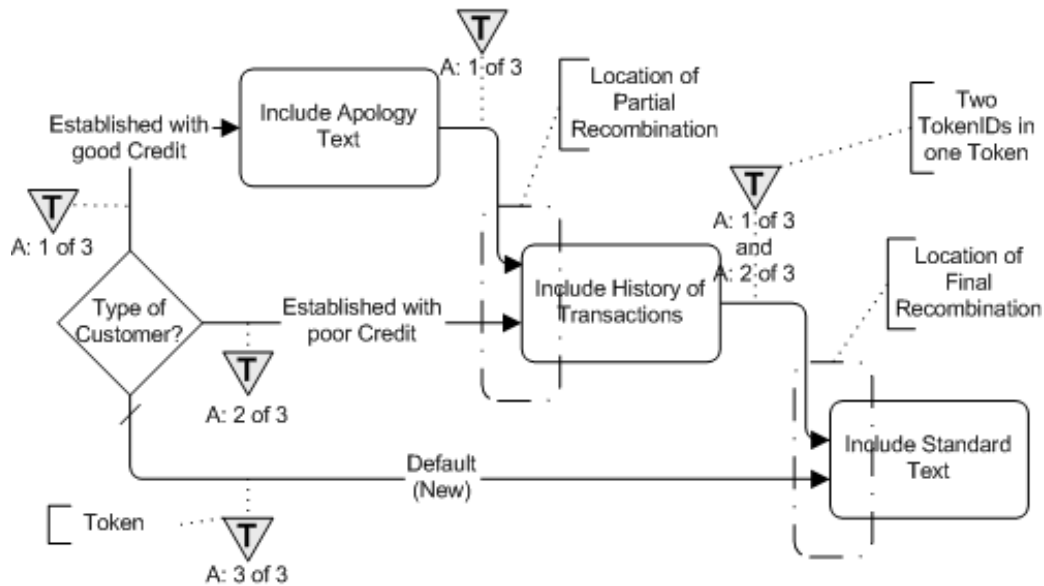 T
A: 1 of 3
Location of
Partial
Recombination
Two
TokenIDs in
one Token
Include Apology
Text
Established with
good Credit
T
A: 1 of 3
T
A: 1 of 3
and
A: 2 of 3
Location of
Final
Recombination
Type of
Customer?
Established with
poor Credit
Include History of
Transactions
T
A: 2 of 3
Include Standard
Text
Default
(New)
Token
T
A: 3 of 3